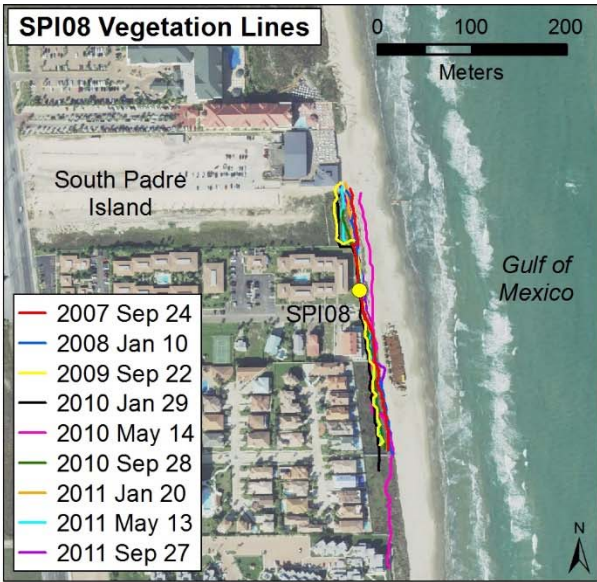 SPI08 Vegetation Lines
0 100 200
Meters
South Padre
Island
Gulf of
Mexico
SPI08
2007 Sep 24
2008 Jan 10
2009 Sep 22
2010 Jan 29
2010 May 14
2010 Sep 28
2011 Jan 20
2011 May 13
2011 Sep 27
N